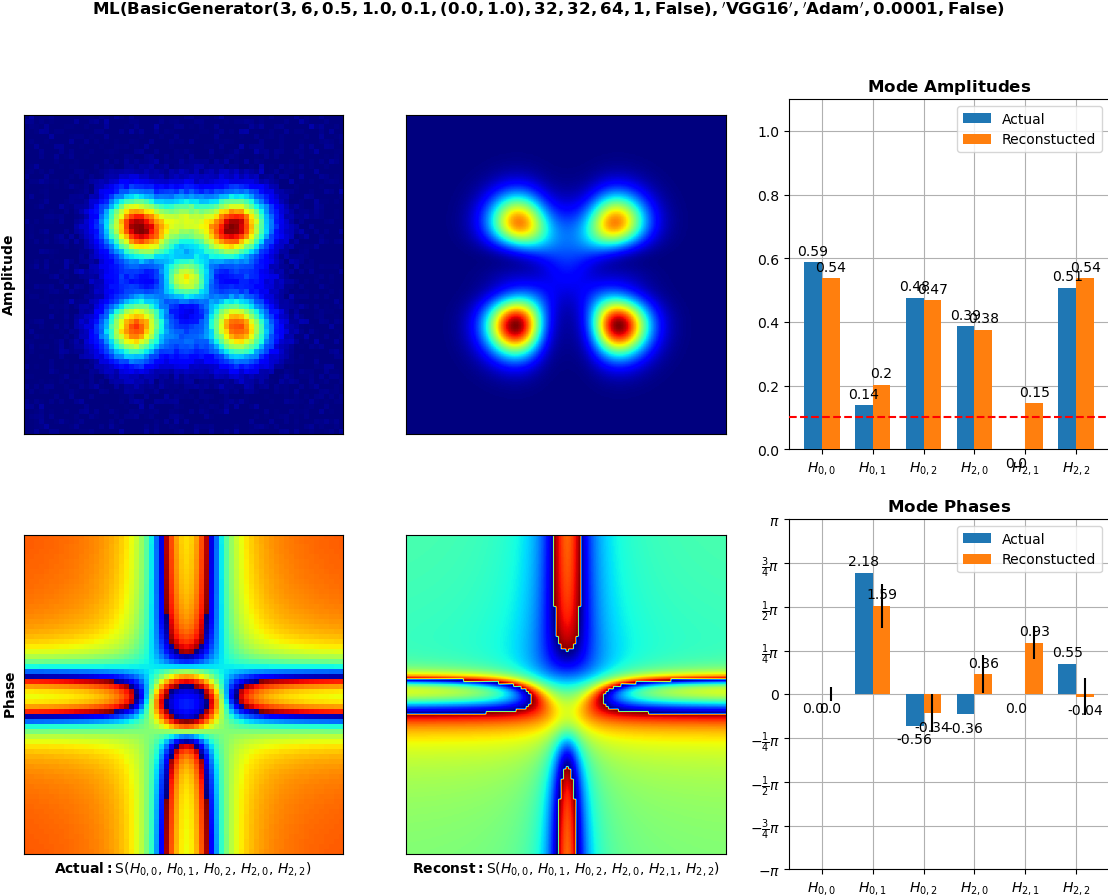 ML(BasicGenerator(3, 6, 0.5, 1.0, 0.1, (0.0, 1.0), 32, 32, 64, 1, False), ′VGG16′, ′Adam′, 0.0001, False)
Amplitude
Mode Amplitudes
Actual
Reconstucted
1.0
0.8
0.6
0.4
0.2
0.0
0.59
0.54
0.14
0.2
0.48
0.47
0.39
0.38
0.0
0.15
0.51
0.54
H0,0 H0,1 H0,2 H2,0 H2,1 H2,2
Phase
Actual: S(H0,0, H0,1, H0,2, H2,0, H2,2)
Reconst: S(H0,0, H0,1, H0,2, H2,0, H2,1, H2,2)
Mode Phases
Actual
Reconstucted
π
3/4π
1/2π
1/4π
0
−1/4π
−1/2π
−3/4π
−π
0.0
0.0
2.18
1.59
-0.56
-0.34
-0.36
0.36
0.0
0.93
0.55
-0.04
H0,0 H0,1 H0,2 H2,0 H2,1 H2,2